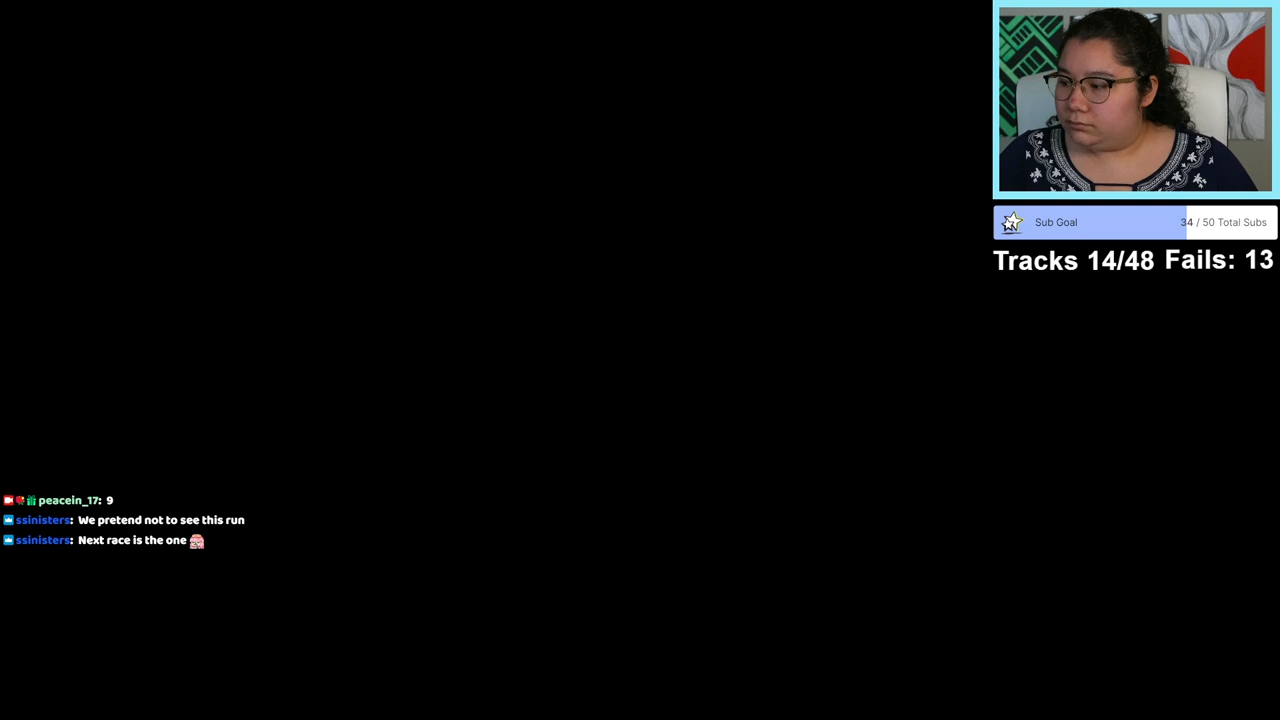 Sub Goal 34 / 50 Total Subs
Tracks 14/48 Fails: 13
peacein_17: 9
ssinisters: We pretend not to see this run
ssinisters: Next race is the one